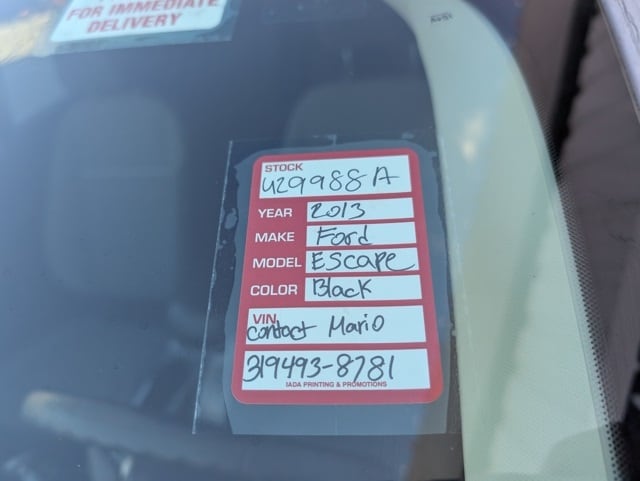 FOR IMMEDIATE
DELIVERY
STOCK
429988A
YEAR 2013
MAKE Ford
MODEL ESCAPE
COLOR Black
VIN
contact Mario
319493-8781
IADA PRINTING & PROMOTIONS